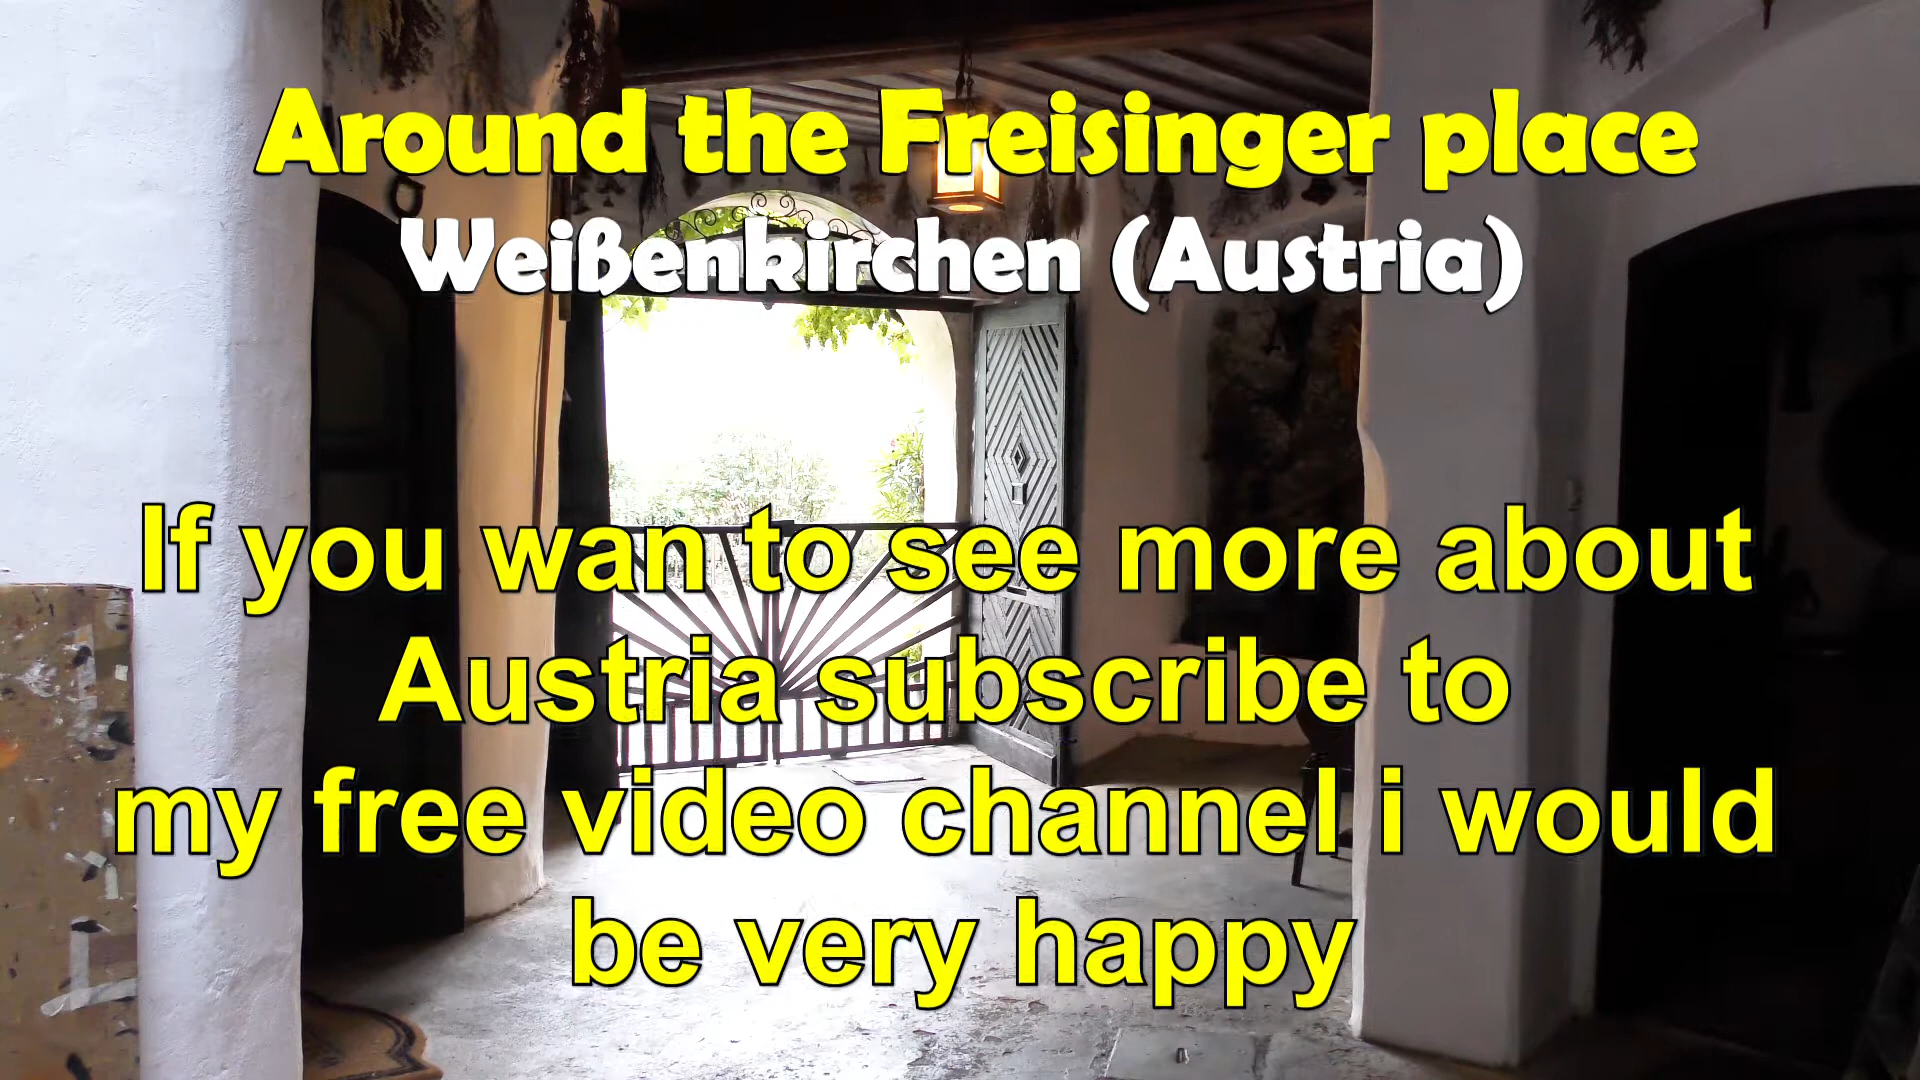 Around the Freisinger place
Weißenkirchen (Austria)
If you wan to see more about
Austria subscribe to
my free video channel i would
be very happy